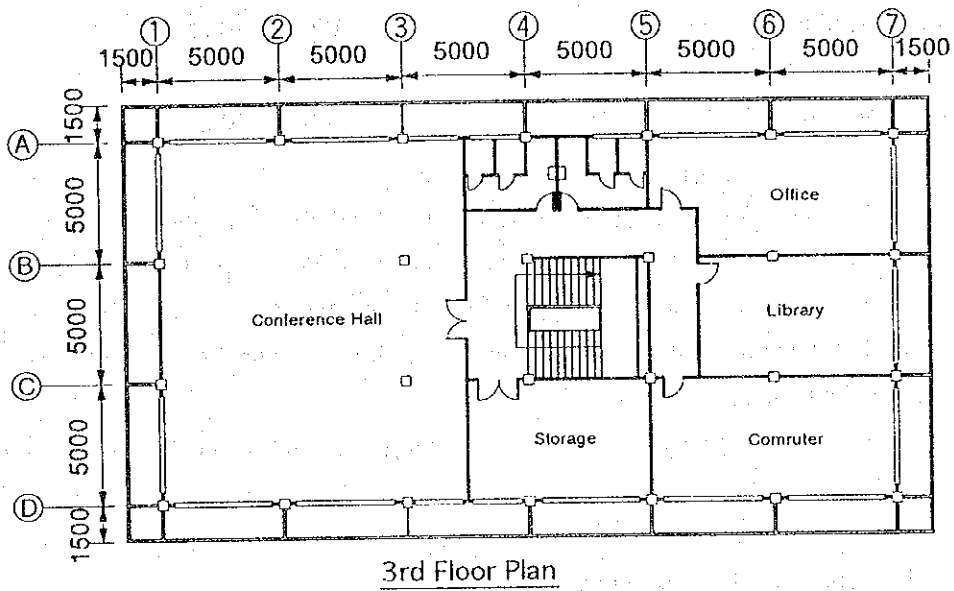 1 2 3 4 5 6 7
1500 5000 5000 5000 5000 5000 5000 1500
1500
A
5000
Office
B
5000
Conference Hall
Library
C
5000
Storage
Comruter
D
1500
3rd Floor Plan